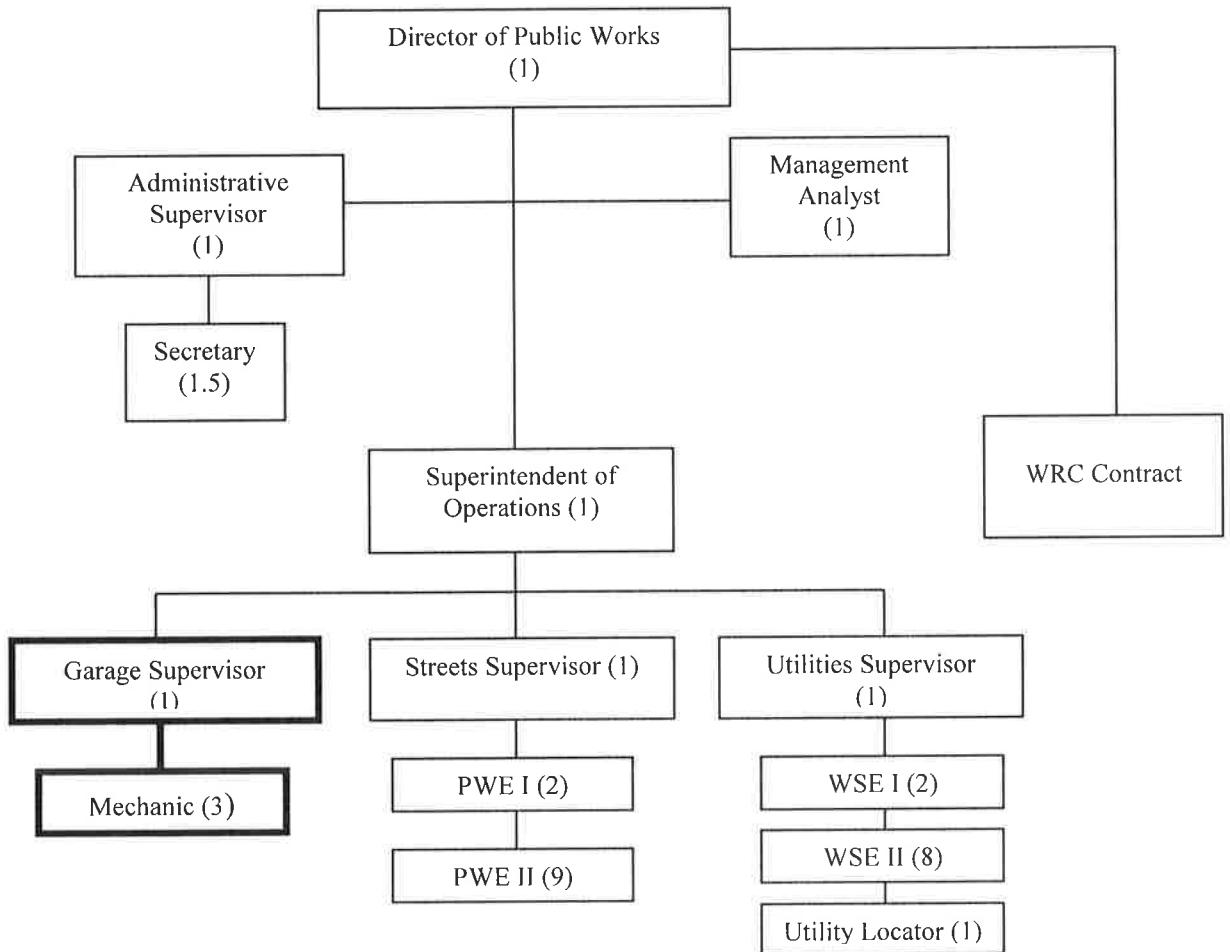 Director of Public Works
(1)
Administrative
Supervisor
(1)
Management
Analyst
(1)
Secretary
(1.5)
Superintendent of
Operations (1)
WRC Contract
Garage Supervisor
(1)
Streets Supervisor (1)
Utilities Supervisor
(1)
Mechanic (3)
PWE I (2)
PWE II (9)
WSE I (2)
WSE II (8)
Utility Locator (1)